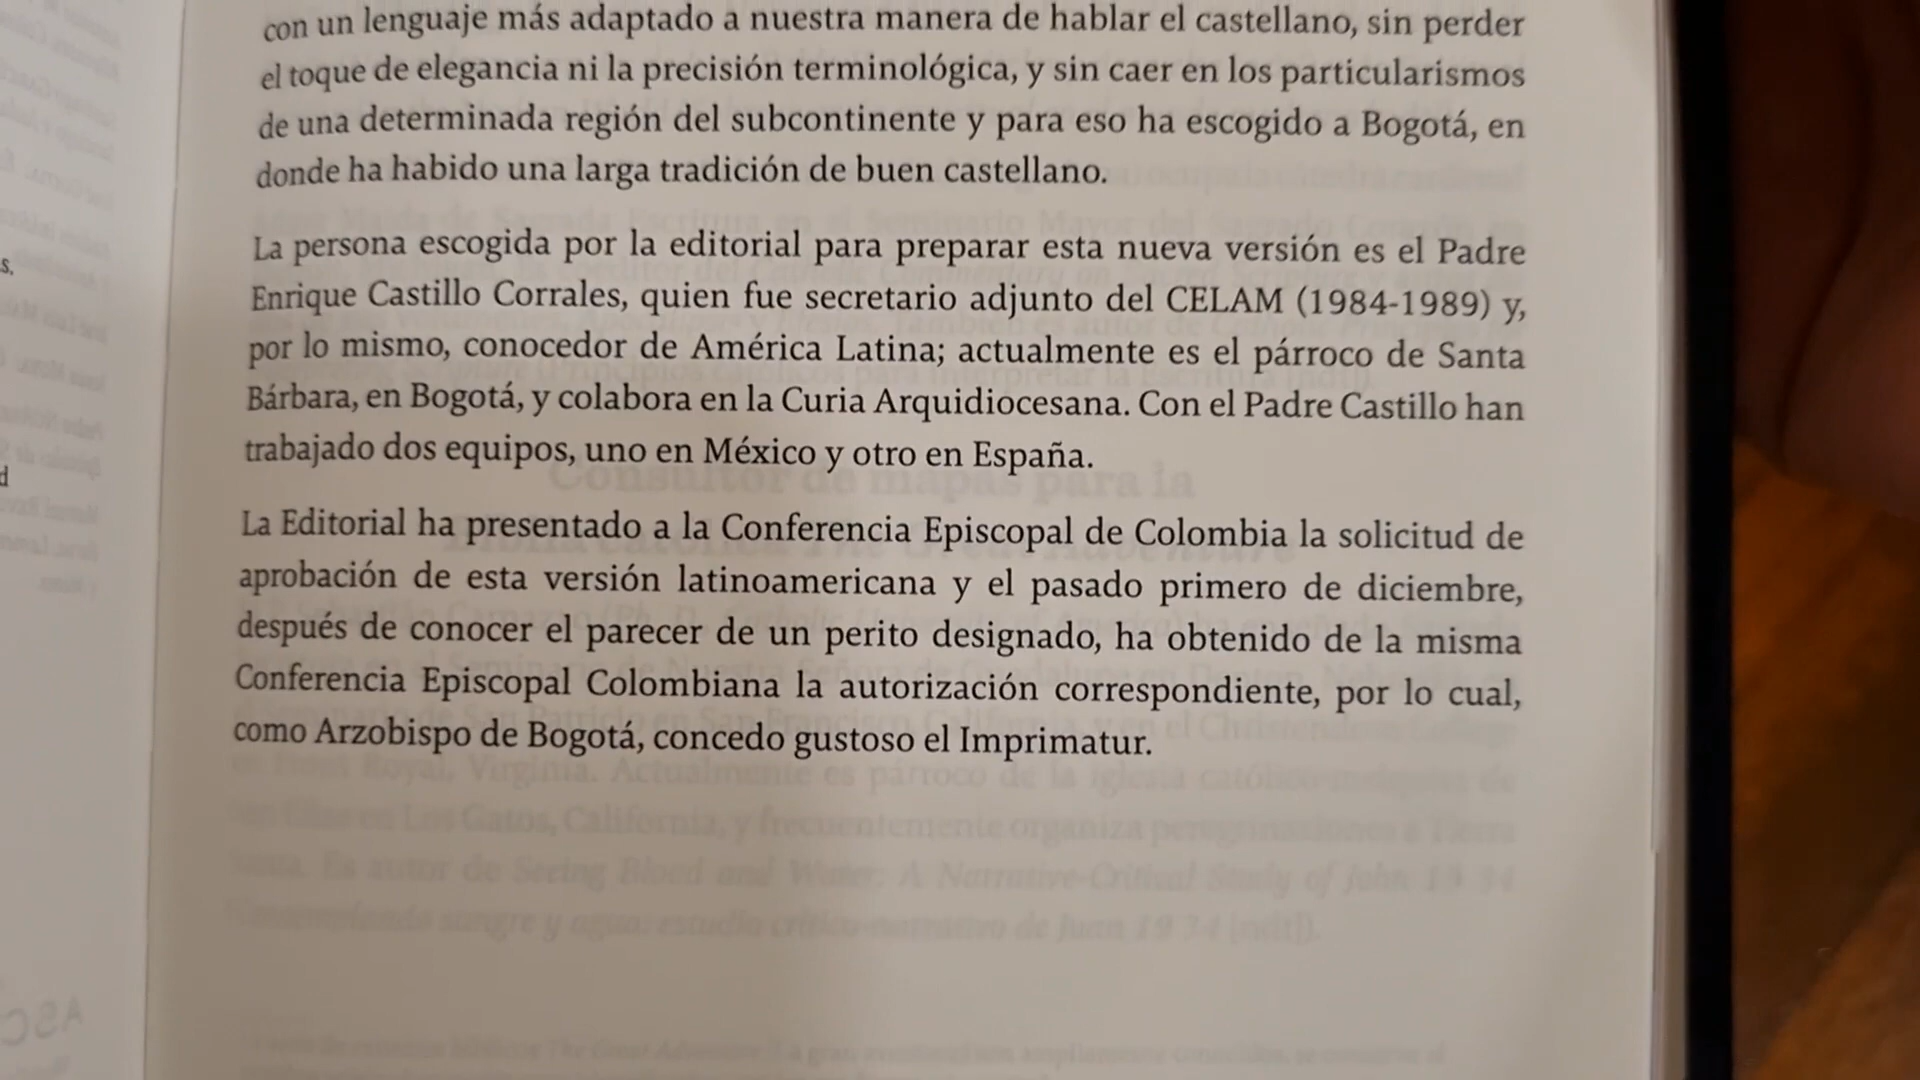 con un lenguaje más adaptado a nuestra manera de hablar el castellano, sin perder
el toque de elegancia ni la precisión terminológica, y sin caer en los particularismos
de una determinada región del subcontinente y para eso ha escogido a Bogotá, en
donde ha habido una larga tradición de buen castellano.
La persona escogida por la editorial para preparar esta nueva versión es el Padre
Enrique Castillo Corrales, quien fue secretario adjunto del CELAM (1984-1989) y,
por lo mismo, conocedor de América Latina; actualmente es el párroco de Santa
Bárbara, en Bogotá, y colabora en la Curia Arquidiocesana. Con el Padre Castillo han
trabajado dos equipos, uno en México y otro en España.
La Editorial ha presentado a la Conferencia Episcopal de Colombia la solicitud de
aprobación de esta versión latinoamericana y el pasado primero de diciembre,
después de conocer el parecer de un perito designado, ha obtenido de la misma
Conferencia Episcopal Colombiana la autorización correspondiente, por lo cual,
como Arzobispo de Bogotá, concedo gustoso el Imprimatur.